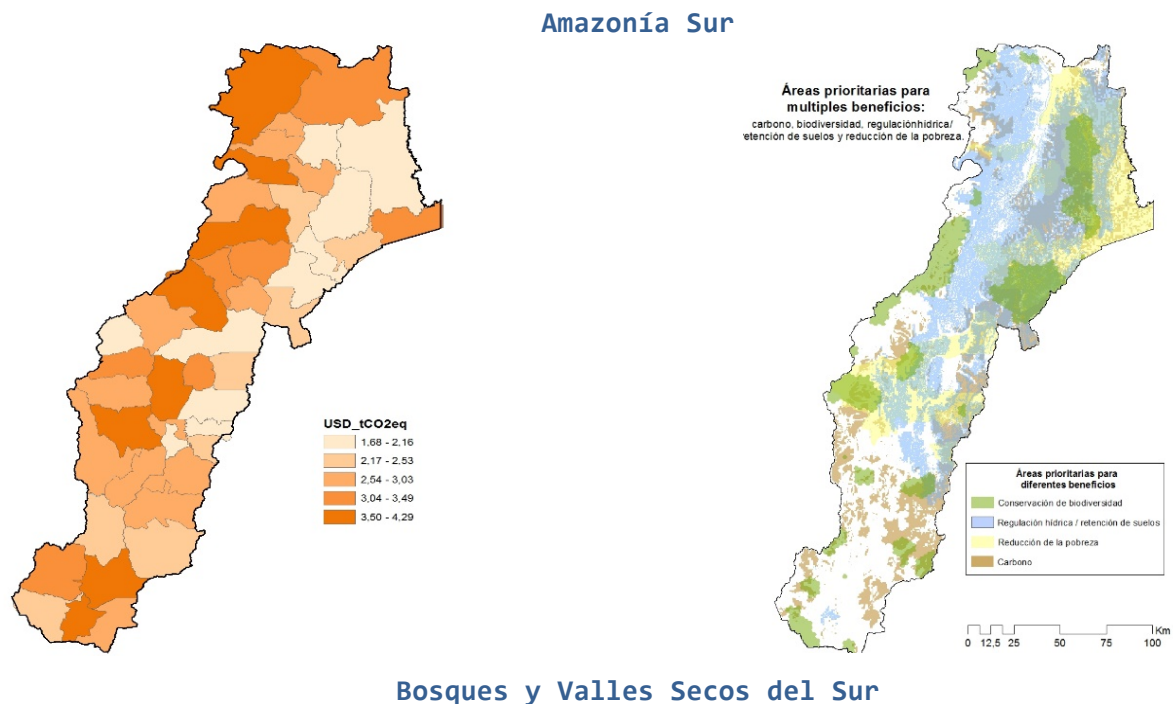 Amazonía Sur
Áreas prioritarias para
multiples beneficios:
carbono, biodiversidad, regulaciónhídrica/
retención de suelos y reducción de la pobreza.
USD_tCO2eq
1,68 - 2,16
2,17 - 2,53
2,54 - 3,03
3,04 - 3,49
3,50 - 4,29
Áreas prioritarias para
diferentes beneficios
Conservación de biodiversidad
Regulación hídrica / retención de suelos
Reducción de la pobreza
Carbono
Km
0 12,5 25 50 75 100
Bosques y Valles Secos del Sur